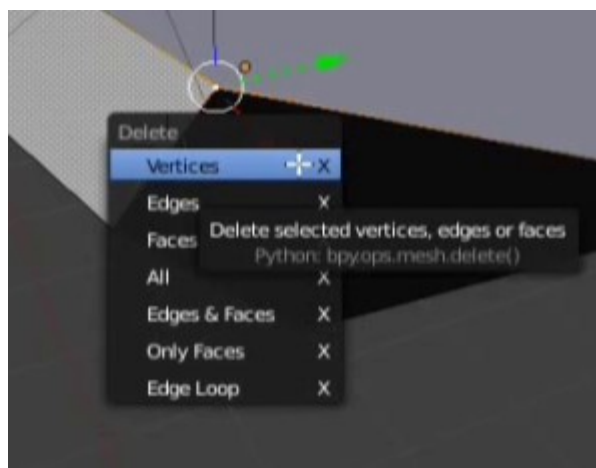 Delete
Vertices X
Edges X
Faces
Delete selected vertices, edges or faces
Python: bpy.ops.mesh.delete()
All X
Edges & Faces X
Only Faces X
Edge Loop X